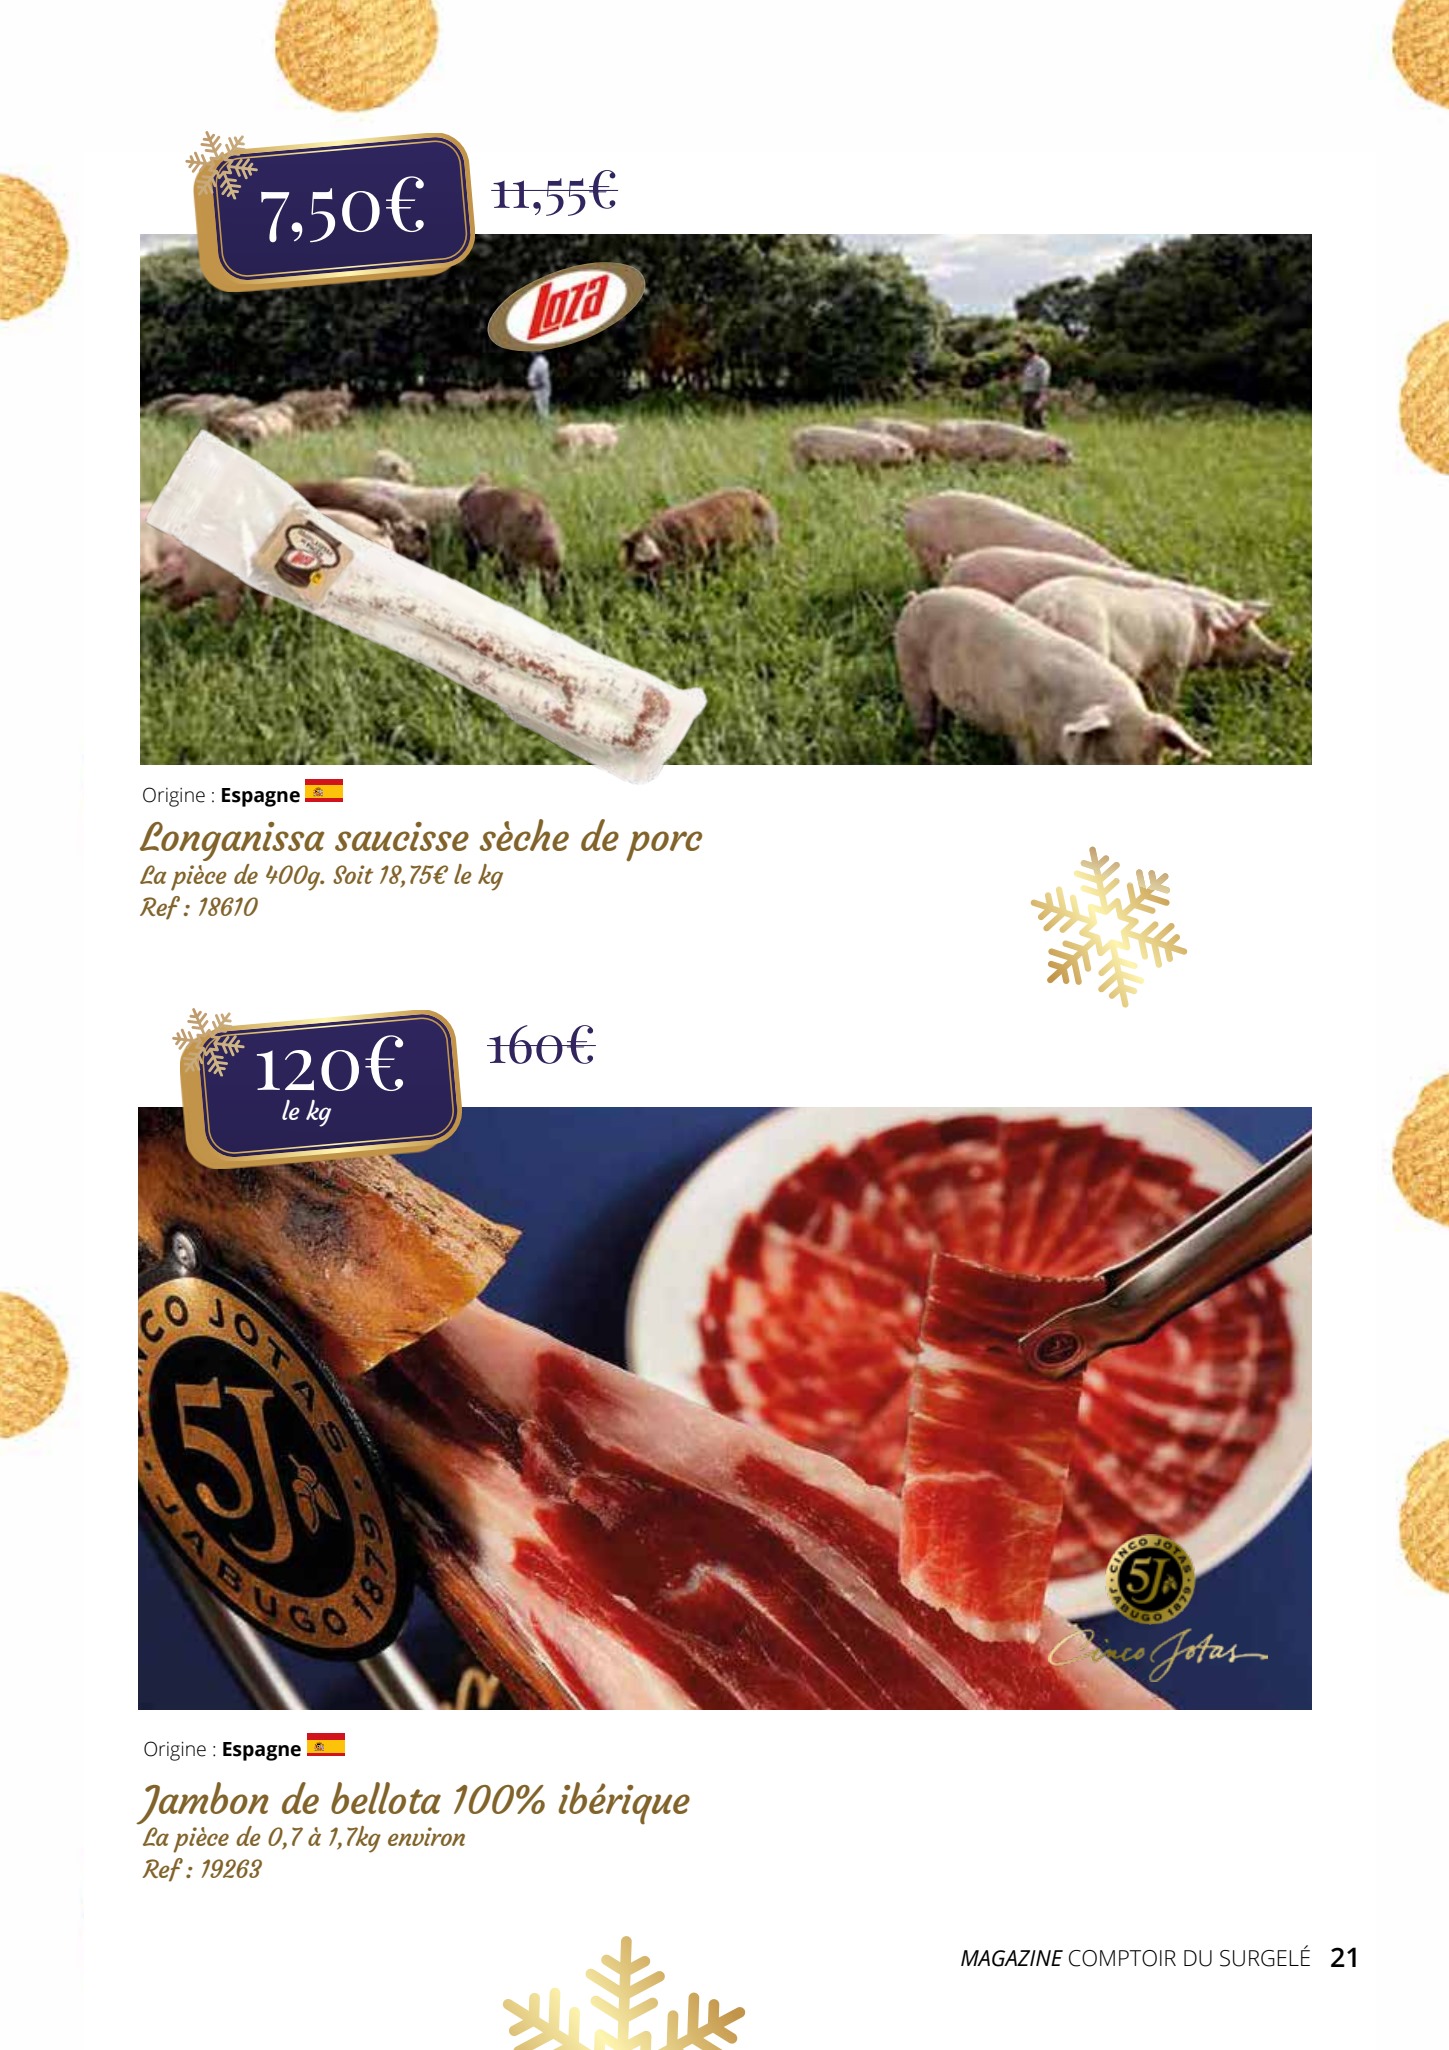 7,50€
11,55€
Loza
Loza
Origine : Espagne
Longanissa saucisse sèche de porc
La pièce de 400g. Soit 18,75€ le kg
Ref : 18610
120€
le kg
160€
CINCO JOTAS
5J
JABUGO 1879
CINCO JOTAS
5J
JABUGO 1879
Cinco Jotas
Origine : Espagne
Jambon de bellota 100% ibérique
La pièce de 0,7 à 1,7kg environ
Ref : 19263
MAGAZINE COMPTOIR DU SURGELÉ 21